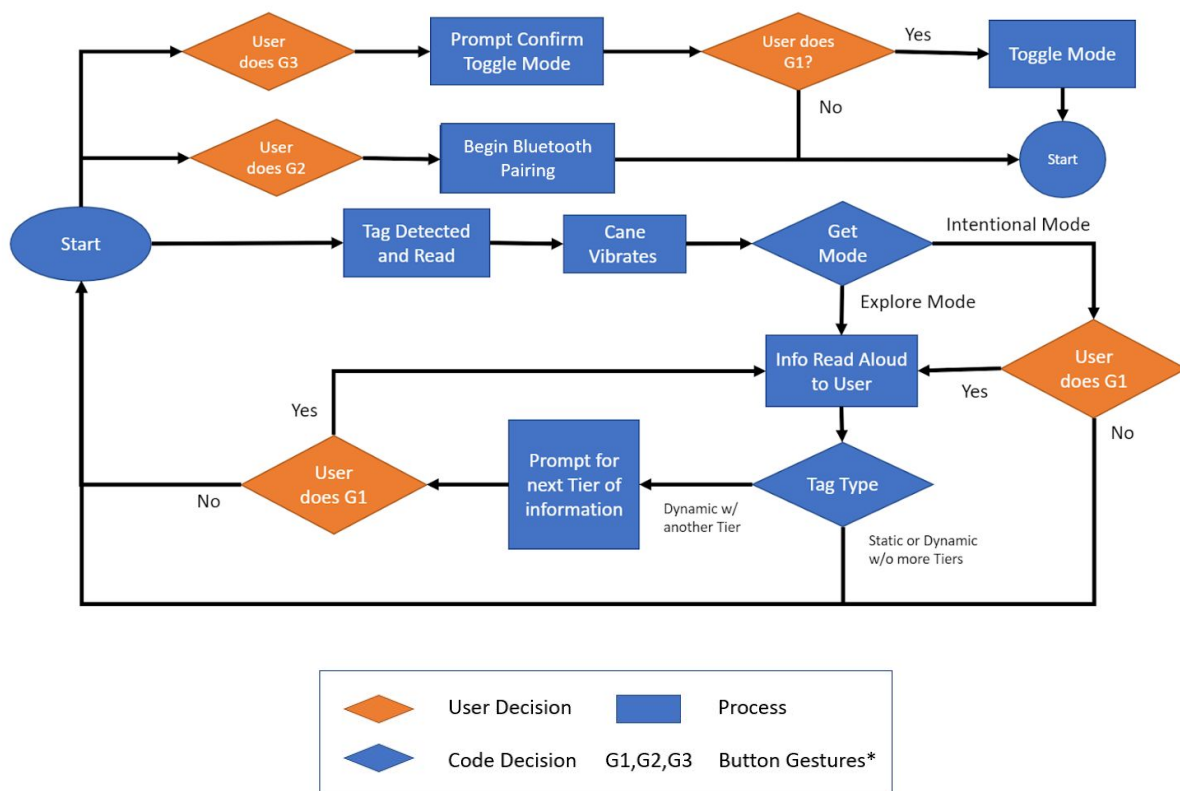 User
does G3
Prompt Confirm
Toggle Mode
User does
G1?
Yes
Toggle Mode
No
User
does G2
Begin Bluetooth
Pairing
Start
Start
Tag Detected
and Read
Cane
Vibrates
Get
Mode
Intentional Mode
Explore Mode
Info Read Aloud
to User
User
does G1
Yes
No
Yes
User
does G1
No
Prompt for
next Tier of
information
Tag Type
Dynamic w/
another Tier
Static or Dynamic
w/o more Tiers
User Decision
Process
Code Decision
G1,G2,G3
Button Gestures*